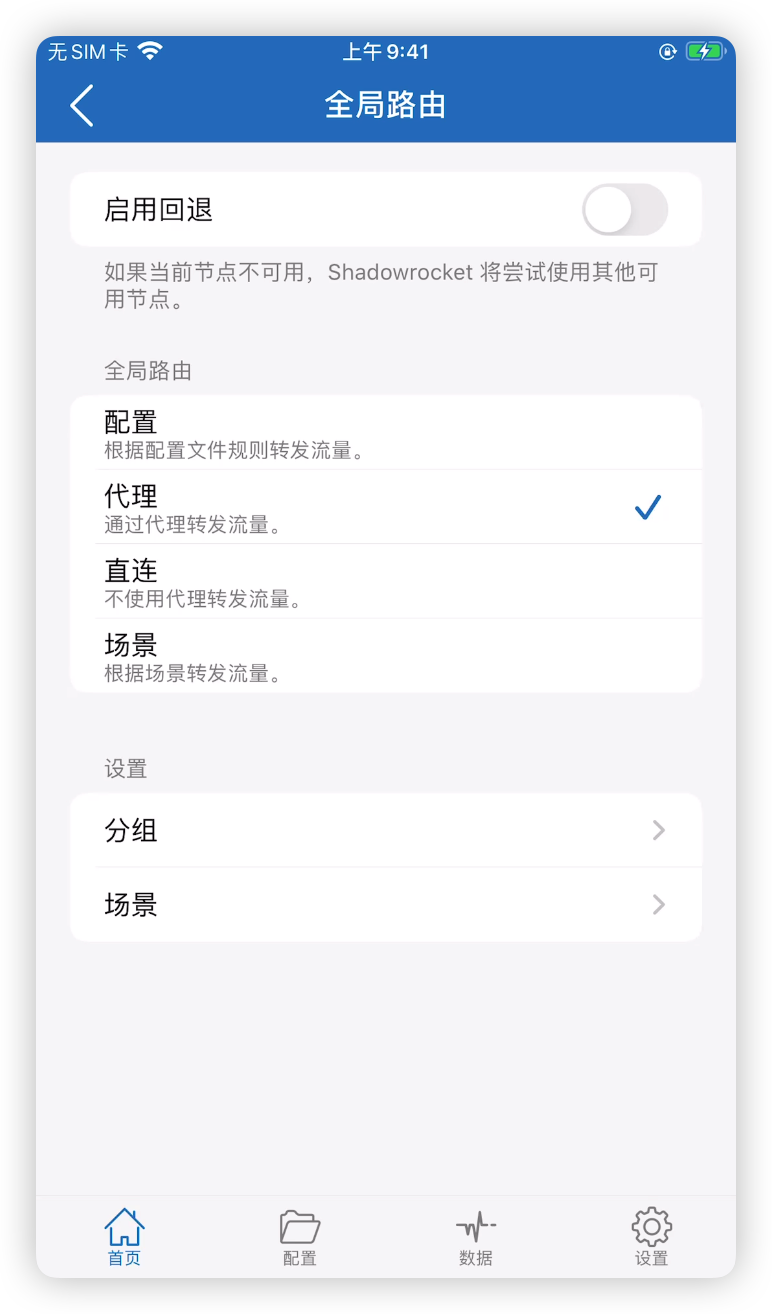 无SIM卡 上午9:41
全局路由
启用回退
如果当前节点不可用，Shadowrocket 将尝试使用其他可
用节点。
全局路由
配置
根据配置文件规则转发流量。
代理
通过代理转发流量。
直连
不使用代理转发流量。
场景
根据场景转发流量。
设置
分组
场景
首页 配置 数据 设置